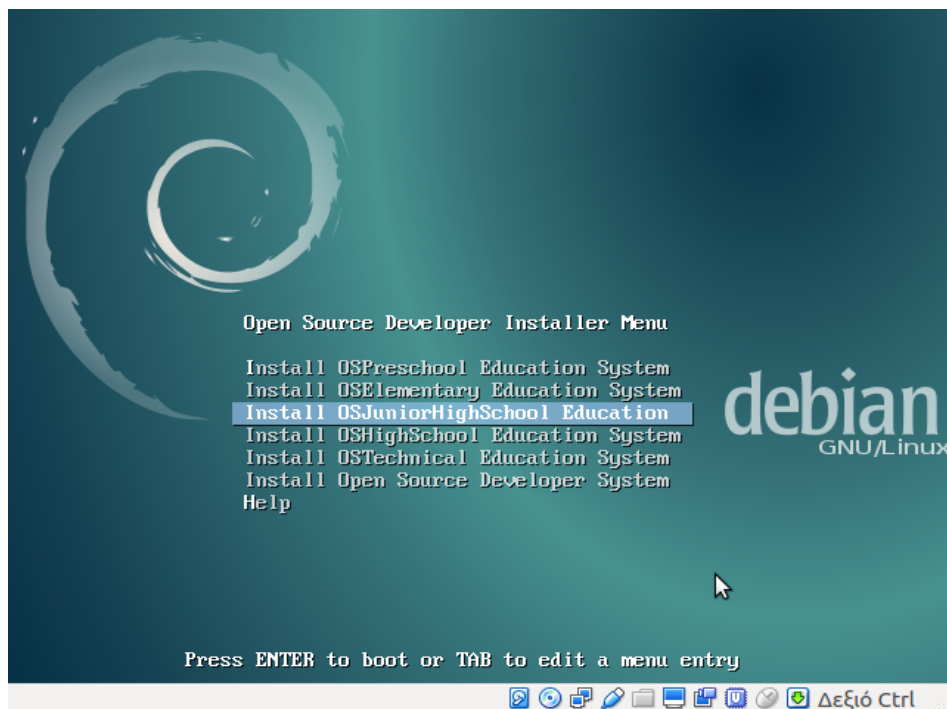 Open Source Developer Installer Menu
Install OSPreschool Education System
Install OSElementary Education System
Install OSJuniorHighSchool Education
Install OSHighSchool Education System
Install OSTechnical Education System
Install Open Source Developer System
Help
debian
GNU/Linux
Press ENTER to boot or TAB to edit a menu entry
Δεξιό Ctrl